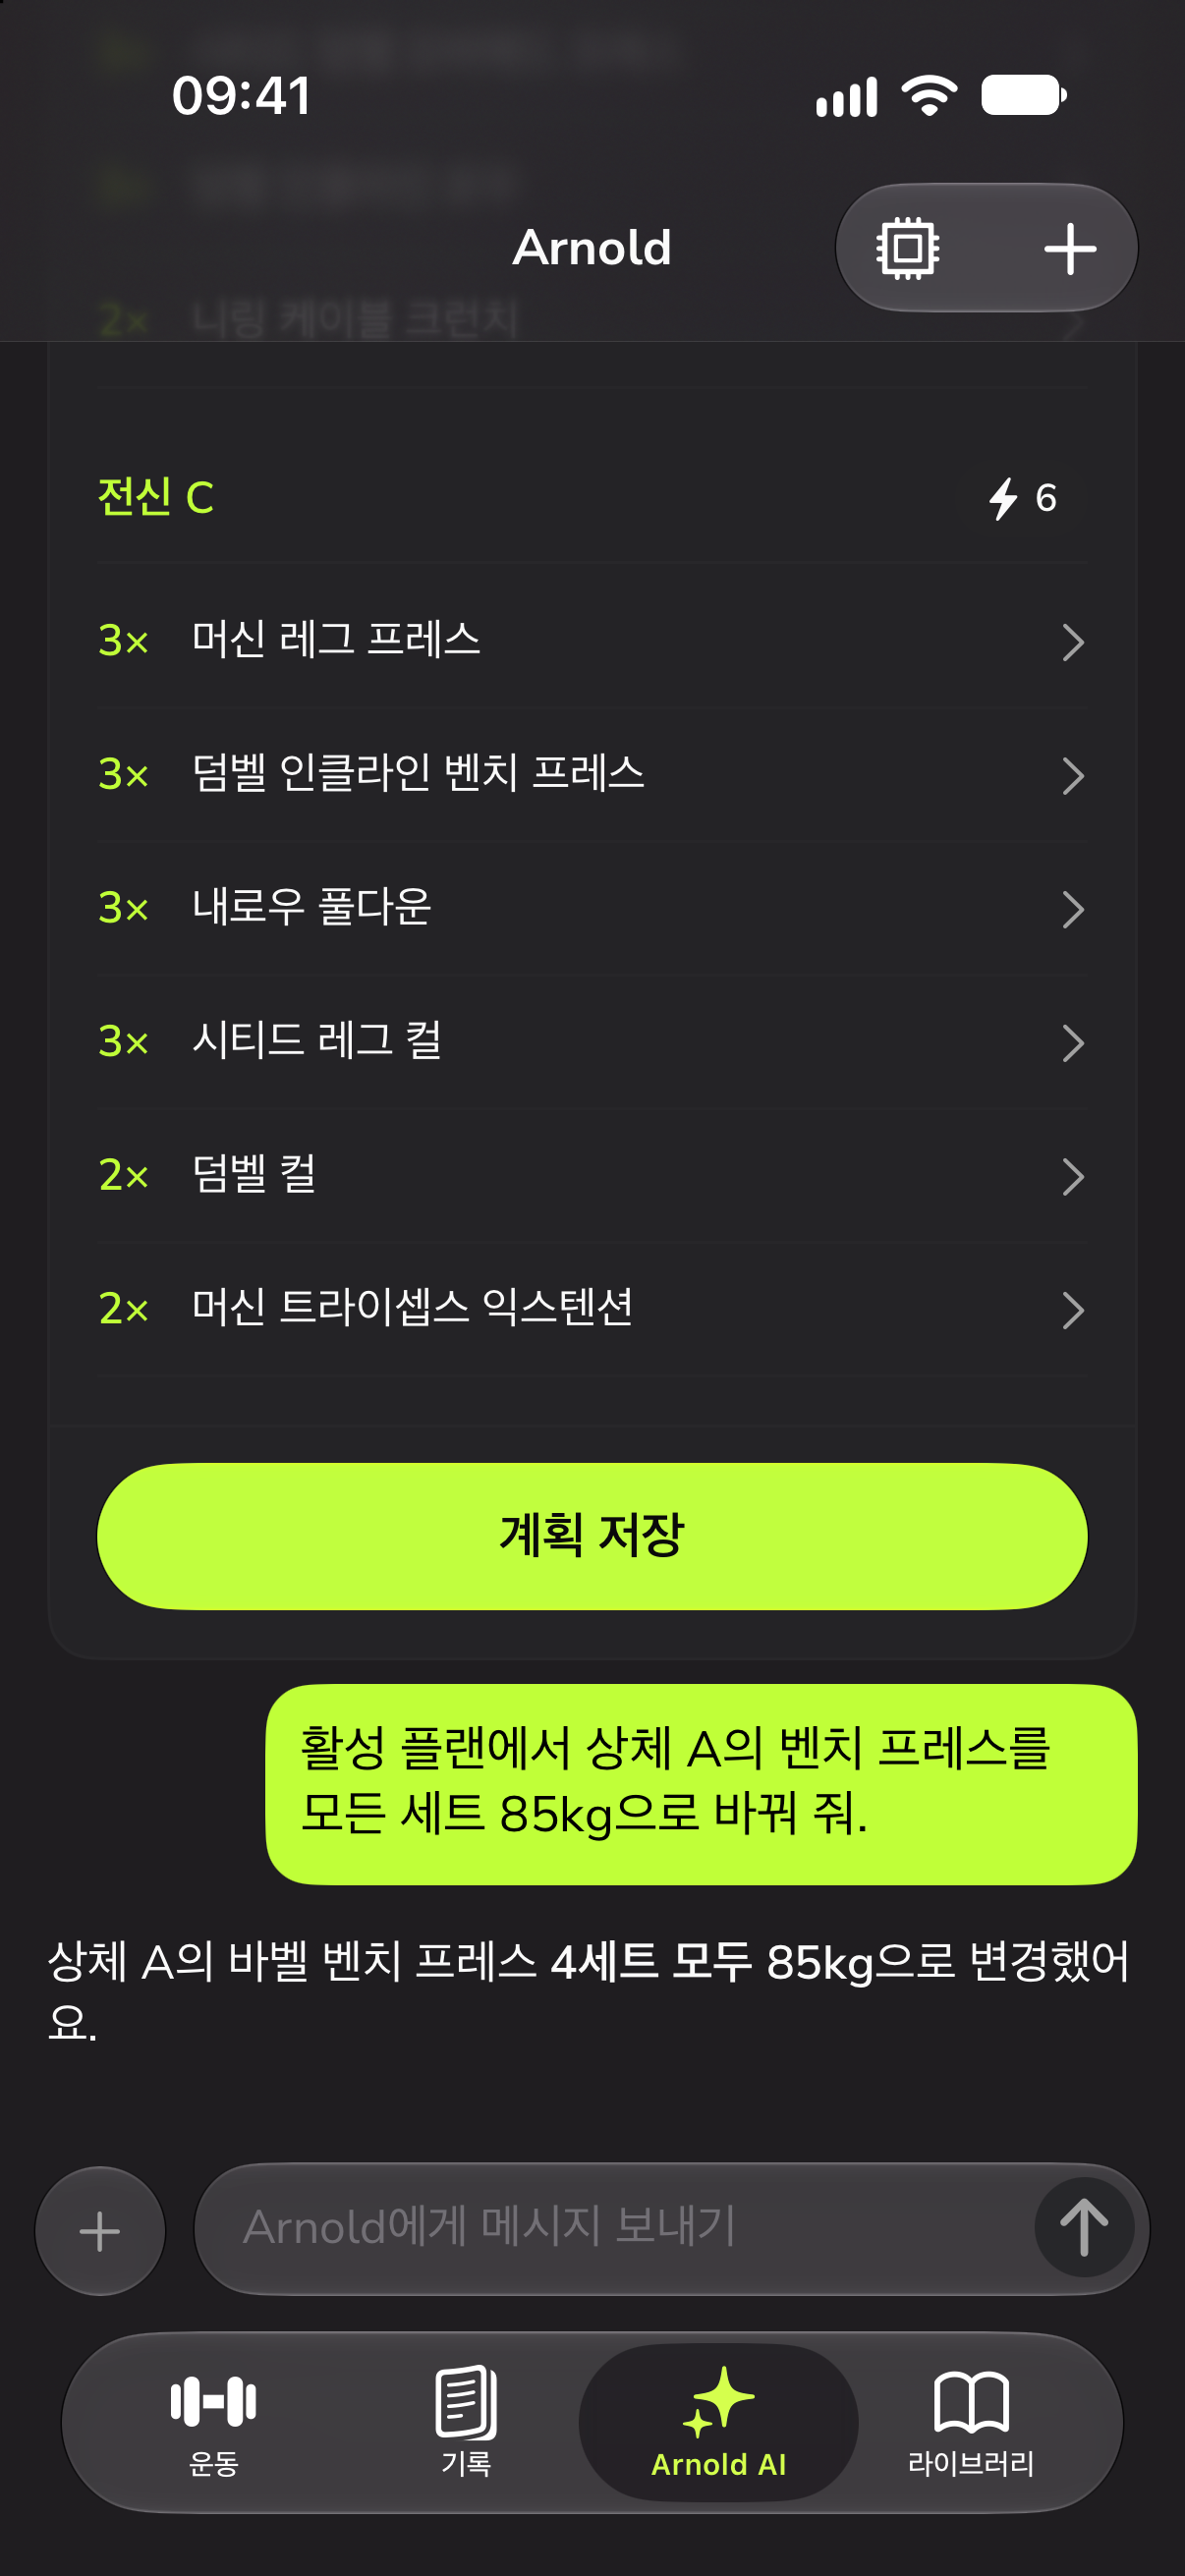 09:41
Arnold
2× 니링 케이블 크런치
전신 C
6
3× 머신 레그 프레스
3× 덤벨 인클라인 벤치 프레스
3× 내로우 풀다운
3× 시티드 레그 컬
2× 덤벨 컬
2× 머신 트라이셉스 익스텐션
계획 저장
활성 플랜에서 상체 A의 벤치 프레스를
모든 세트 85kg으로 바꿔 줘.
상체 A의 바벨 벤치 프레스 4세트 모두 85kg으로 변경했어
요.
Arnold에게 메시지 보내기
운동
기록
Arnold AI
라이브러리